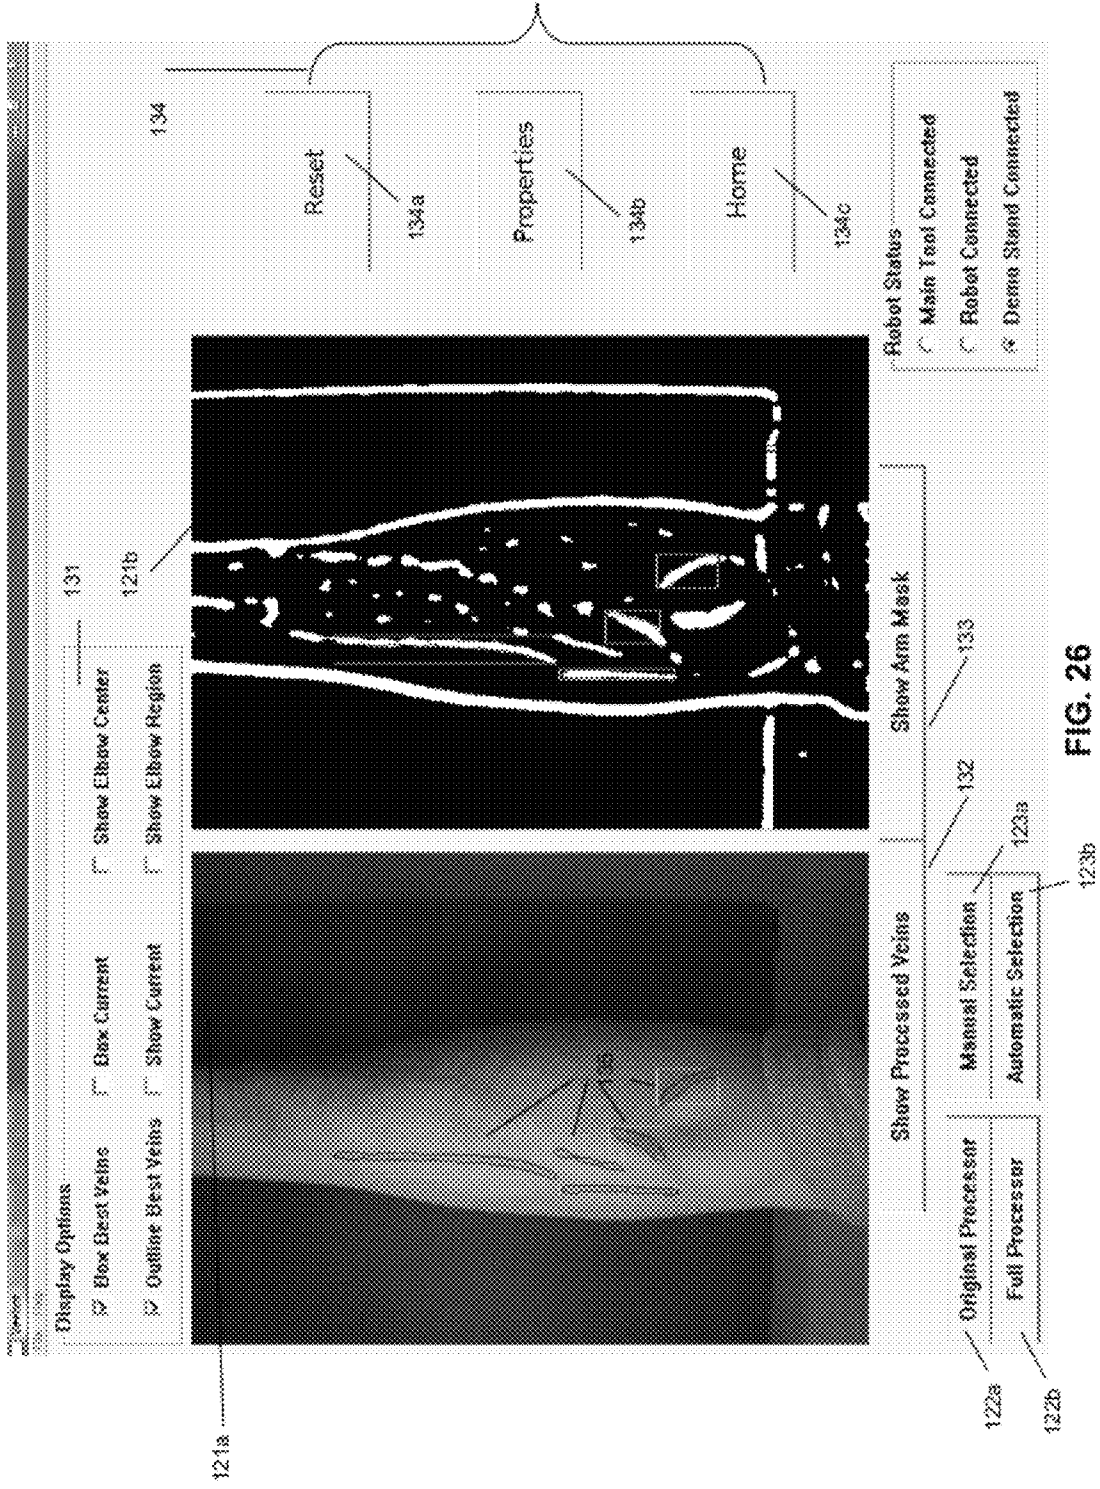 Display Options
Box Best Veins
Box Current
Show Elbow Center
131
Outline Best Veins
Show Current
Show Elbow Region
121b
134
121a
Reset
134a
Properties
134b
Home
134c
135
Show Processed Veins
Show Arm Mask
132
133
Original Processor
Manual Selection
122a
123a
Full Processor
Automatic Selection
122b
123b
Robot Status
Main Tool Connected
Robot Connected
Demo Stand Connected
FIG. 26